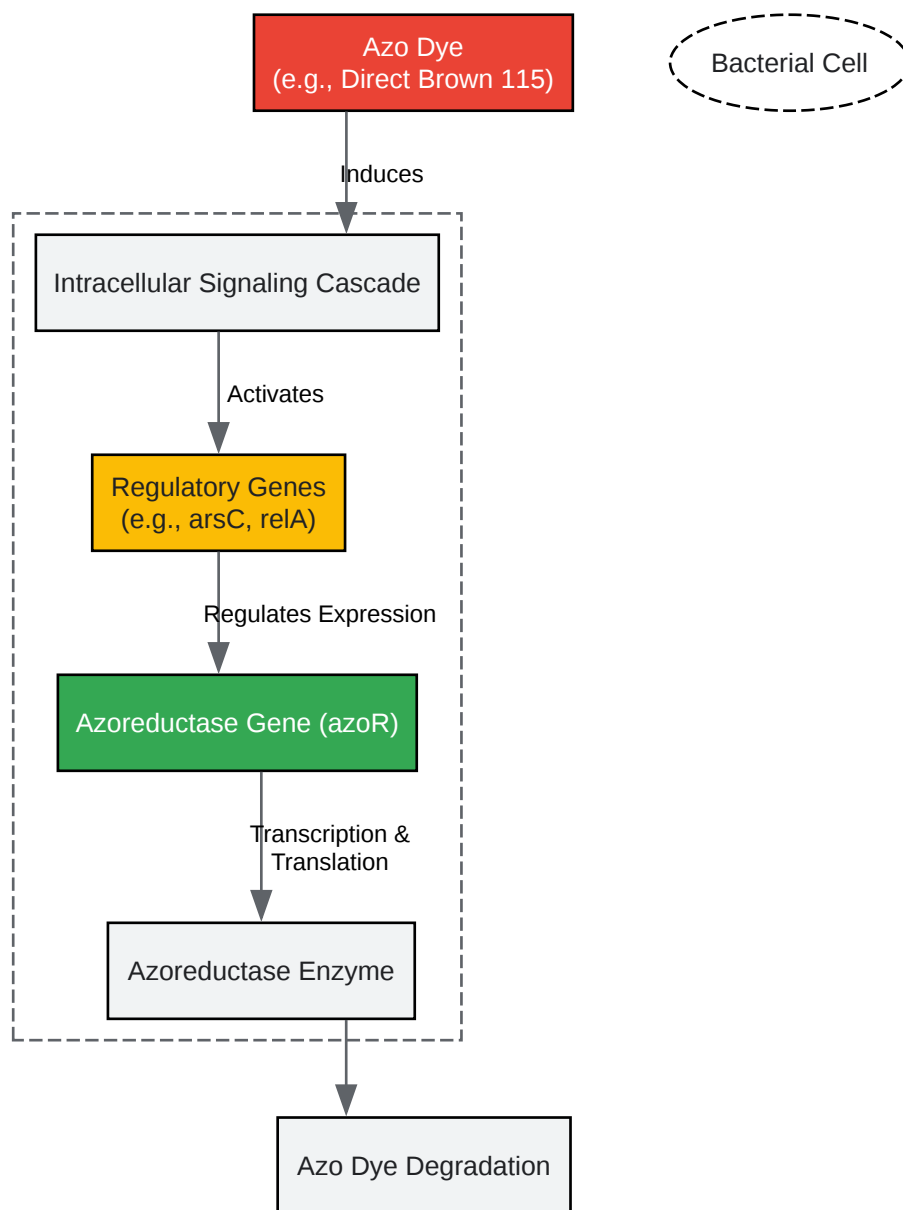 Azo Dye
(e.g., Direct Brown 115)
Bacterial Cell
Induces
Intracellular Signaling Cascade
Activates
Regulatory Genes
(e.g., arsC, relA)
Regulates Expression
Azoreductase Gene (azoR)
Transcription &
Translation
Azoreductase Enzyme
Azo Dye Degradation